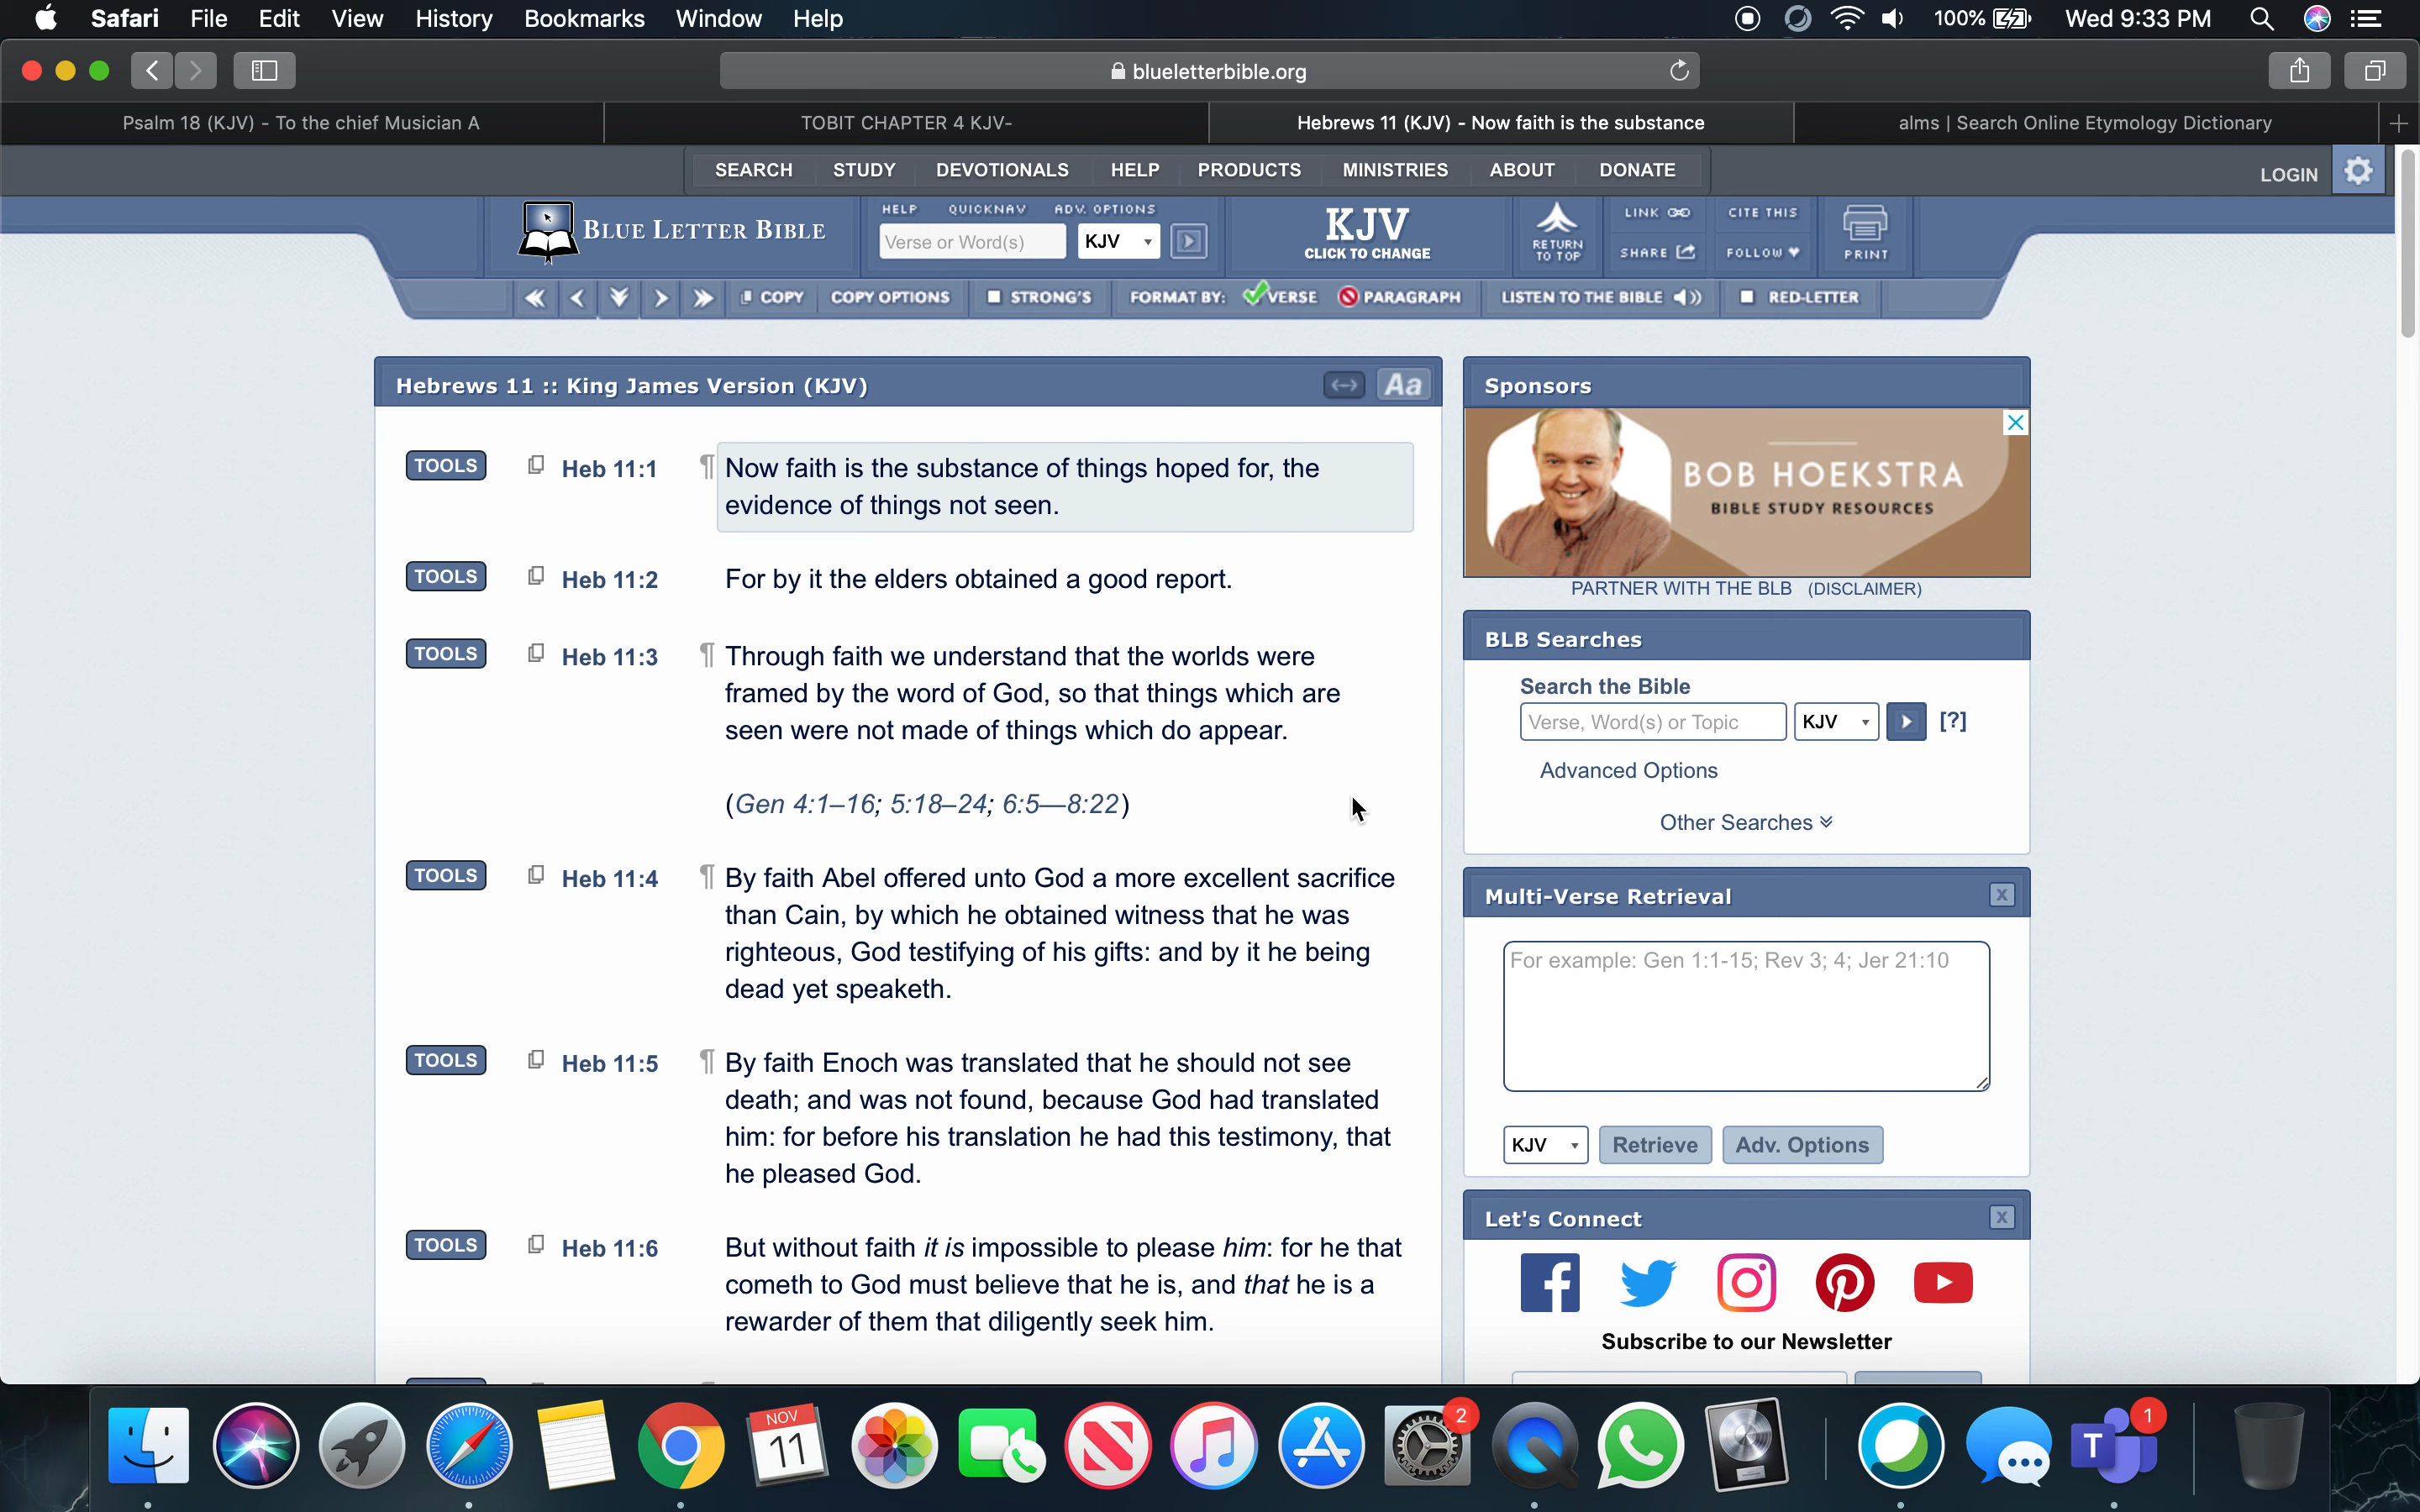 Safari File Edit View History Bookmarks Window Help 100% Wed 9:33 PM
blueletterbible.org
Psalm 18 (KJV) - To the chief Musician A
TOBIT CHAPTER 4 KJV-
Hebrews 11 (KJV) - Now faith is the substance
alms | Search Online Etymology Dictionary
SEARCH STUDY DEVOTIONALS HELP PRODUCTS MINISTRIES ABOUT DONATE
LOGIN
BLUE LETTER BIBLE
HELP QUICKNAV ADV. OPTIONS
Verse or Word(s) KJV
KJV
CLICK TO CHANGE
RETURN
TO TOP
LINK CITE THIS
SHARE FOLLOW
PRINT
COPY COPY OPTIONS STRONG'S FORMAT BY: VERSE PARAGRAPH LISTEN TO THE BIBLE RED-LETTER
Hebrews 11 :: King James Version (KJV)
Aa
TOOLS Heb 11:1 ¶ Now faith is the substance of things hoped for, the
evidence of things not seen.
TOOLS Heb 11:2 For by it the elders obtained a good report.
TOOLS Heb 11:3 ¶ Through faith we understand that the worlds were
framed by the word of God, so that things which are
seen were not made of things which do appear.
(Gen 4:1–16; 5:18–24; 6:5—8:22)
TOOLS Heb 11:4 ¶ By faith Abel offered unto God a more excellent sacrifice
than Cain, by which he obtained witness that he was
righteous, God testifying of his gifts: and by it he being
dead yet speaketh.
TOOLS Heb 11:5 ¶ By faith Enoch was translated that he should not see
death; and was not found, because God had translated
him: for before his translation he had this testimony, that
he pleased God.
TOOLS Heb 11:6 But without faith it is impossible to please him: for he that
cometh to God must believe that he is, and that he is a
rewarder of them that diligently seek him.
Sponsors
BOB HOEKSTRA
BIBLE STUDY RESOURCES
PARTNER WITH THE BLB (DISCLAIMER)
BLB Searches
Search the Bible
Verse, Word(s) or Topic KJV [?]
Advanced Options
Other Searches
Multi-Verse Retrieval X
For example: Gen 1:1-15; Rev 3; 4; Jer 21:10
KJV Retrieve Adv. Options
Let's Connect X
Subscribe to our Newsletter
NOV
11
2
T
1